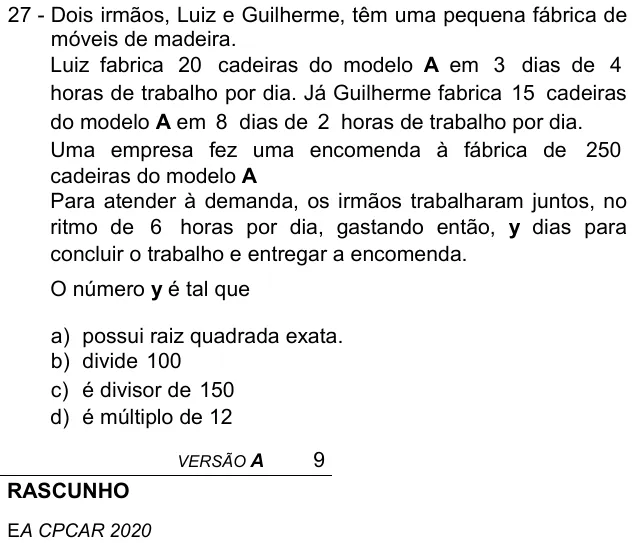 27 - Dois irmãos, Luiz e Guilherme, têm uma pequena fábrica de
móveis de madeira.
Luiz fabrica 20 cadeiras do modelo A em 3 dias de 4
horas de trabalho por dia. Já Guilherme fabrica 15 cadeiras
do modelo A em 8 dias de 2 horas de trabalho por dia.
Uma empresa fez uma encomenda à fábrica de 250
cadeiras do modelo A
Para atender à demanda, os irmãos trabalharam juntos, no
ritmo de 6 horas por dia, gastando então, y dias para
concluir o trabalho e entregar a encomenda.
O número y é tal que
a) possui raiz quadrada exata.
b) divide 100
c) é divisor de 150
d) é múltiplo de 12
VERSÃO A 9
RASCUNHO
EA CPCAR 2020